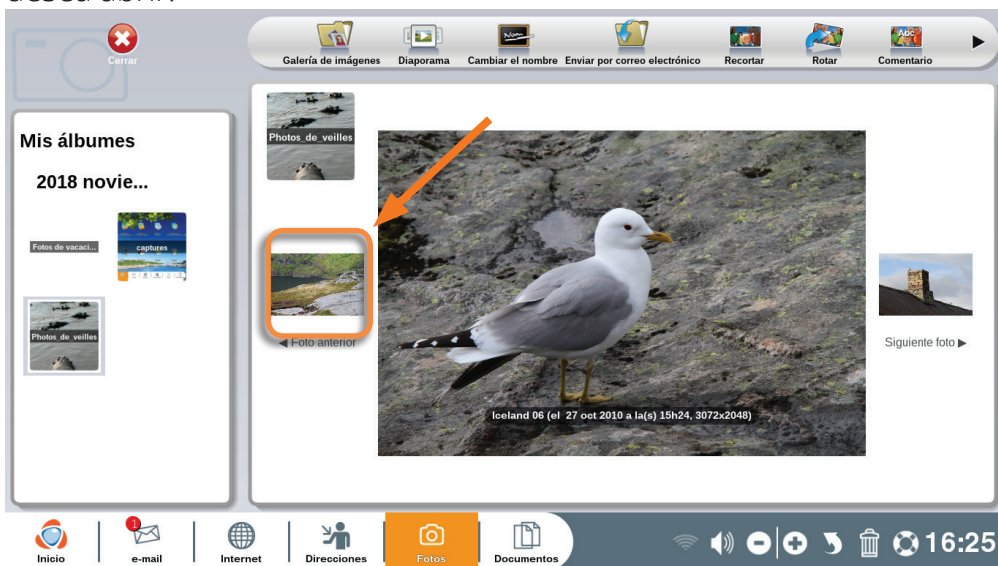 Cerrar
Galería de imágenes
Diaporama
Cambiar el nombre
Enviar por correo electrónico
Recortar
Rotar
Abc
Comentario
Mis álbumes
2018 novie...
Fotos de vacaci...
captures
Photos_de_veilles
Photos_de_veilles
◀ Foto anterior
Siguiente foto ▶
Iceland 06 (el 27 oct 2010 a la(s) 15h24, 3072x2048)
Inicio
1
e-mail
Internet
Direcciones
Fotos
Documentos
16:25